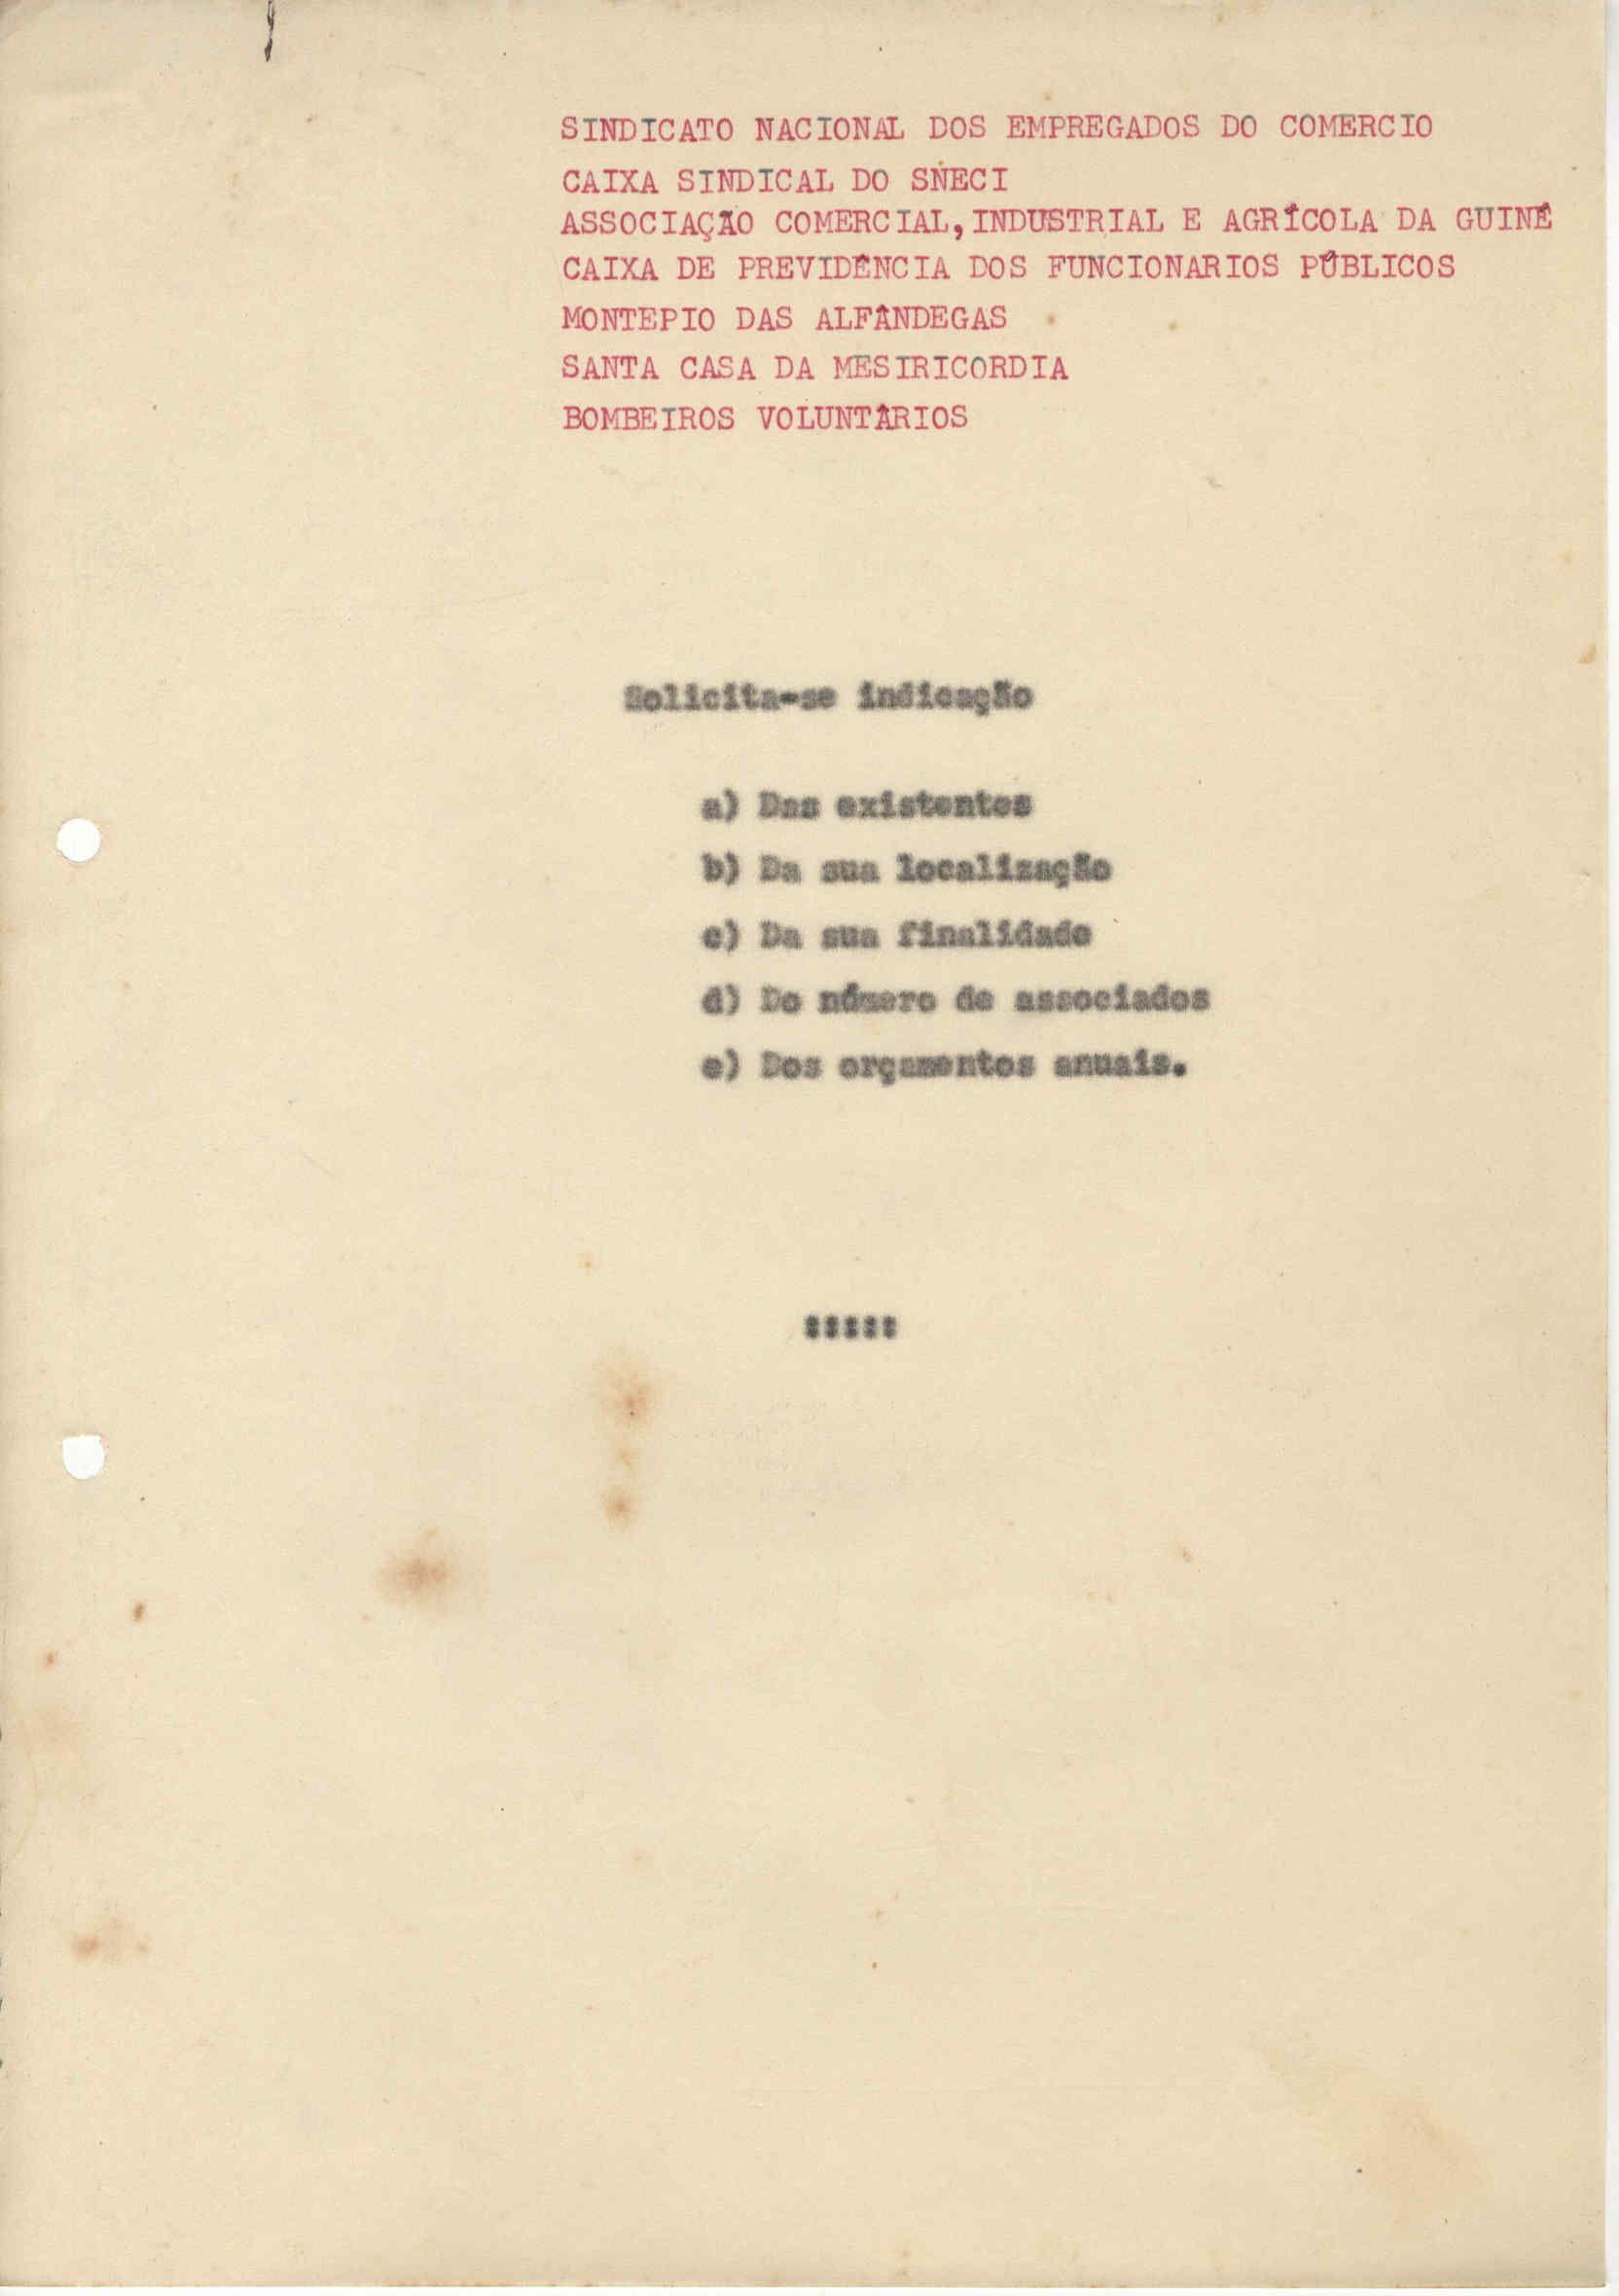 SINDICATO NACIONAL DOS EMPREGADOS DO COMERCIO
CAIXA SINDICAL DO SNECI
ASSOCIAÇÃO COMERCIAL, INDUSTRIAL E AGRÍCOLA DA GUINÉ
CAIXA DE PREVIDÊNCIA DOS FUNCIONARIOS PÚBLICOS
MONTEPIO DAS ALFÂNDEGAS
SANTA CASA DA MESIRICORDIA
BOMBEIROS VOLUNTÁRIOS
Solicita-se indicação
a) Das existentes
b) Da sua localização
c) Da sua finalidade
d) Do número de associados
e) Dos orçamentos anuais.
:::::